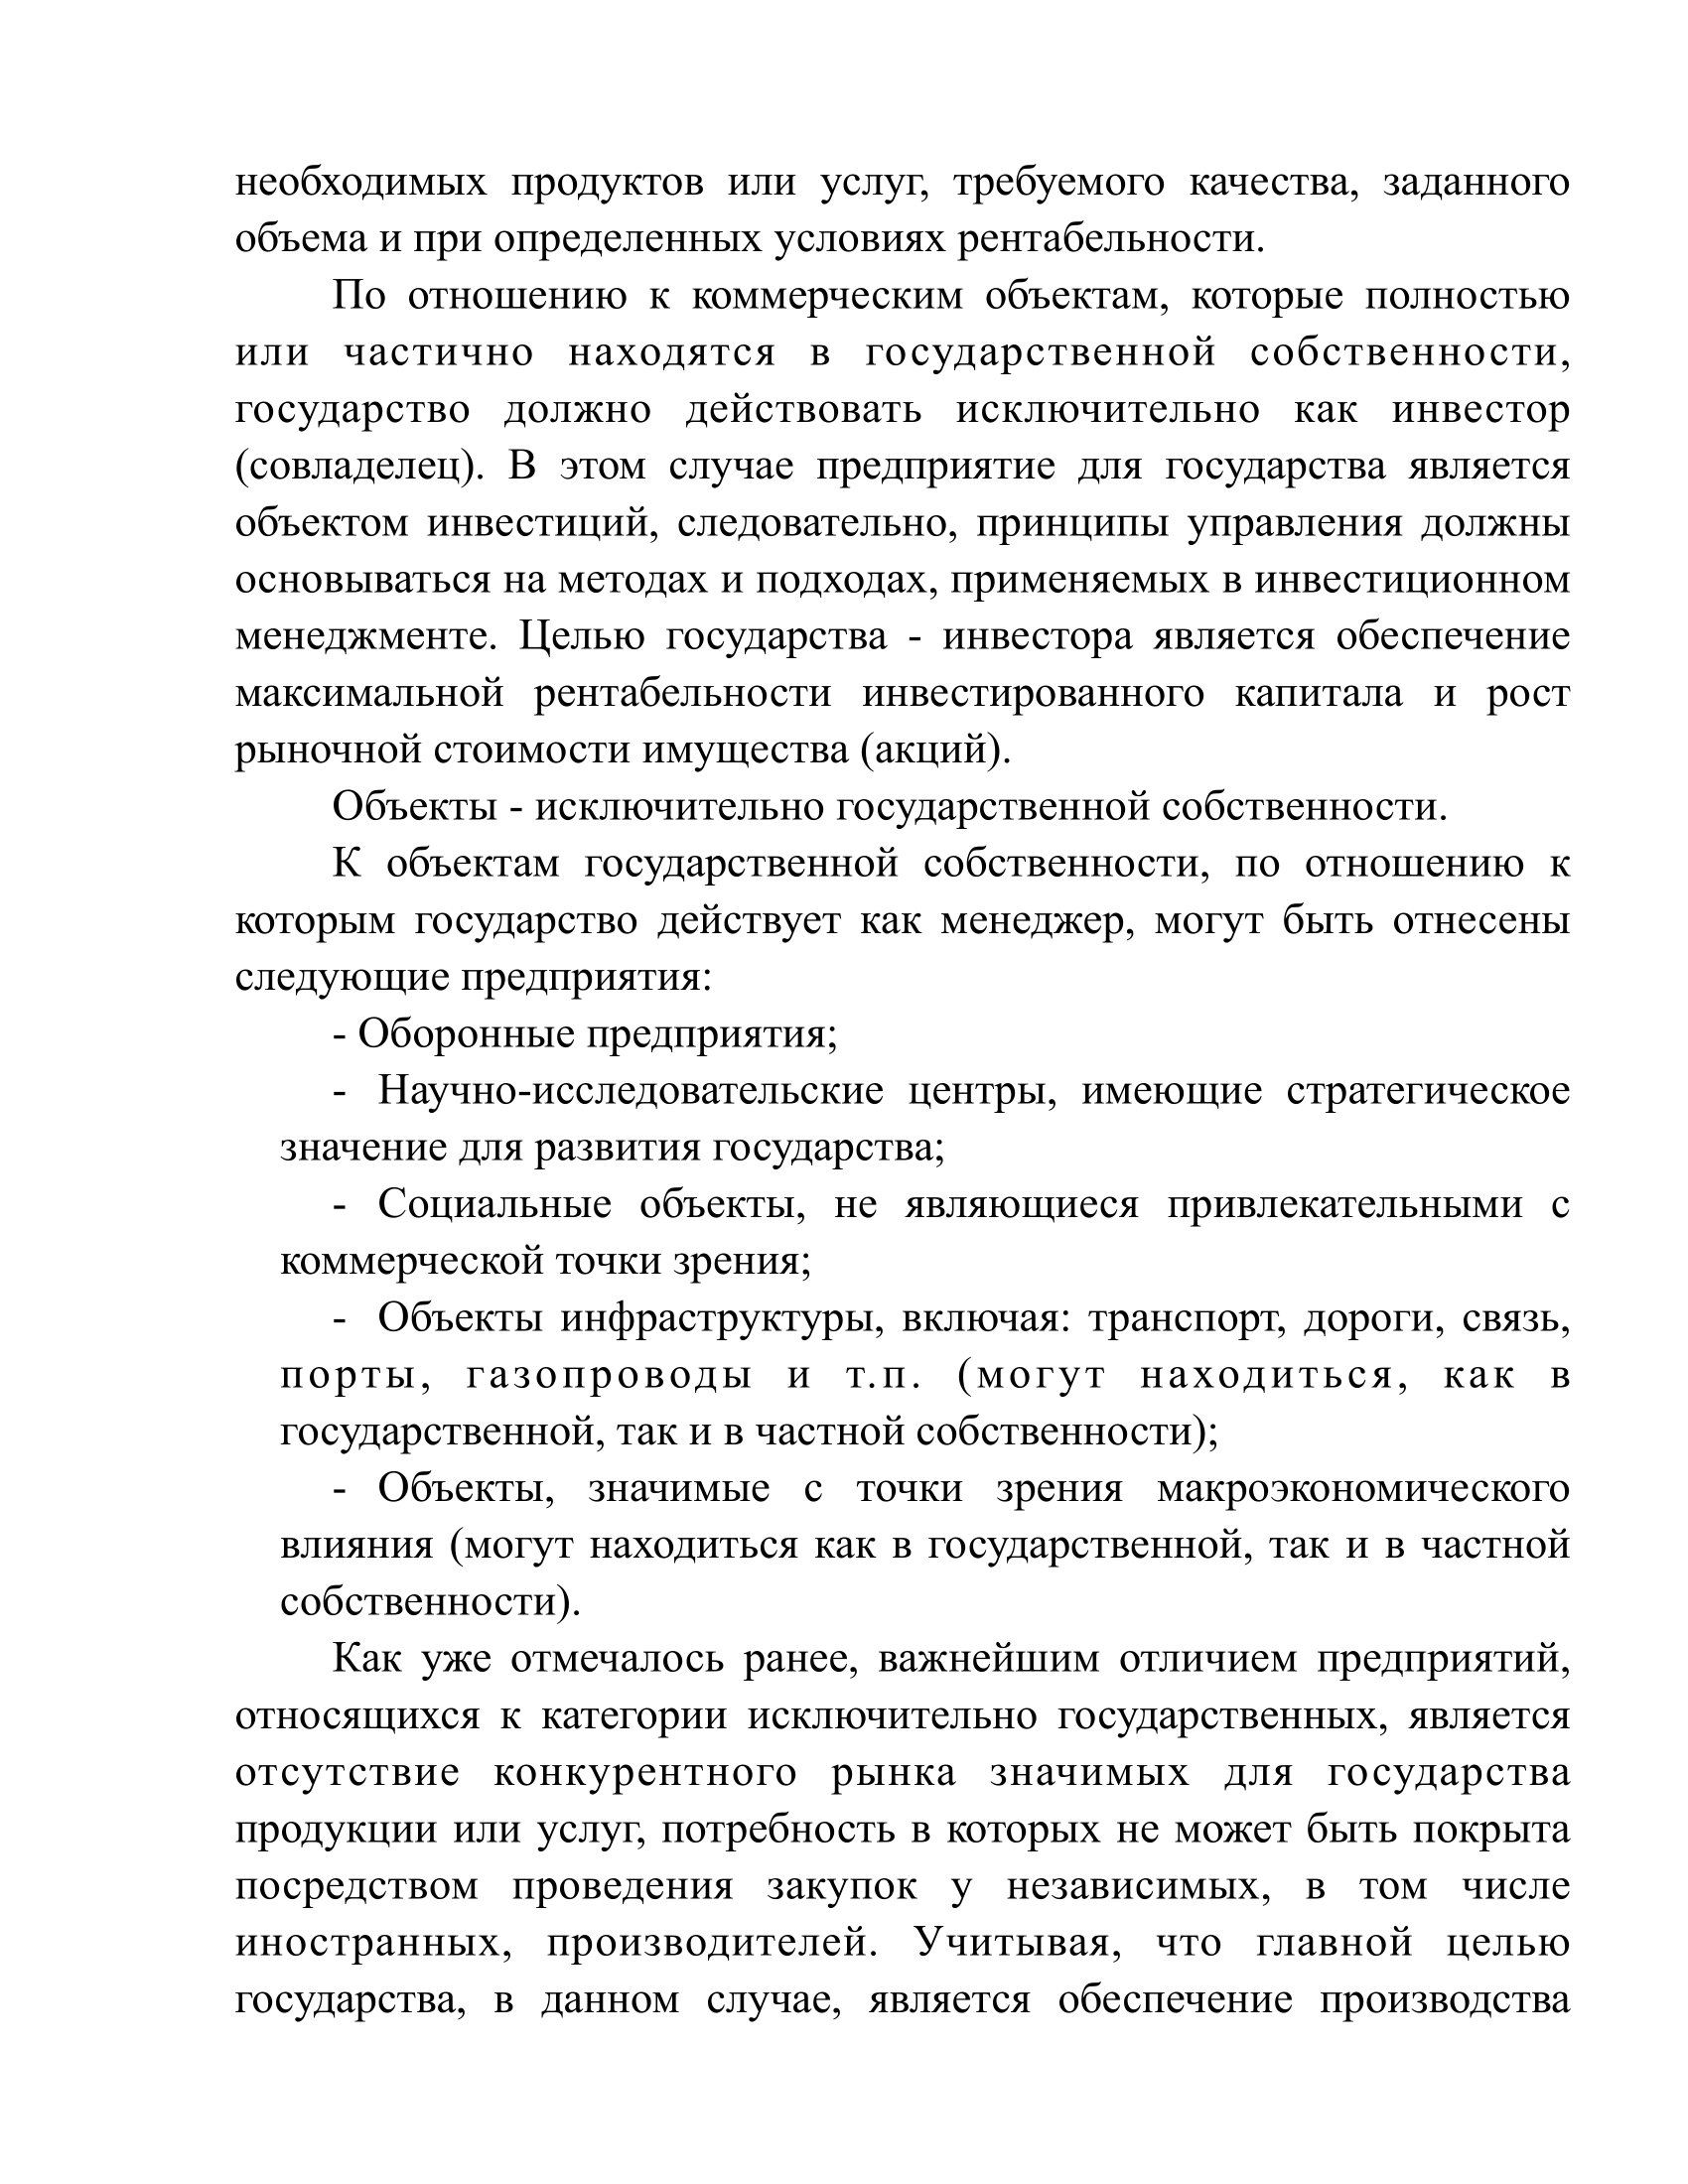 необходимых продуктов или услуг, требуемого качества, заданного
объема и при определенных условиях рентабельности.
По отношению к коммерческим объектам, которые полностью
или частично находятся в государственной собственности,
государство должно действовать исключительно как инвестор
(совладелец). В этом случае предприятие для государства является
объектом инвестиций, следовательно, принципы управления должны
основываться на методах и подходах, применяемых в инвестиционном
менеджменте. Целью государства - инвестора является обеспечение
максимальной рентабельности инвестированного капитала и рост
рыночной стоимости имущества (акций).
Объекты - исключительно государственной собственности.
К объектам государственной собственности, по отношению к
которым государство действует как менеджер, могут быть отнесены
следующие предприятия:
- Оборонные предприятия;
- Научно-исследовательские центры, имеющие стратегическое
значение для развития государства;
- Социальные объекты, не являющиеся привлекательными с
коммерческой точки зрения;
- Объекты инфраструктуры, включая: транспорт, дороги, связь,
порты, газопроводы и т.п. (могут находиться, как в
государственной, так и в частной собственности);
- Объекты, значимые с точки зрения макроэкономического
влияния (могут находиться как в государственной, так и в частной
собственности).
Как уже отмечалось ранее, важнейшим отличием предприятий,
относящихся к категории исключительно государственных, является
отсутствие конкурентного рынка значимых для государства
продукции или услуг, потребность в которых не может быть покрыта
посредством проведения закупок у независимых, в том числе
иностранных, производителей. Учитывая, что главной целью
государства, в данном случае, является обеспечение производства